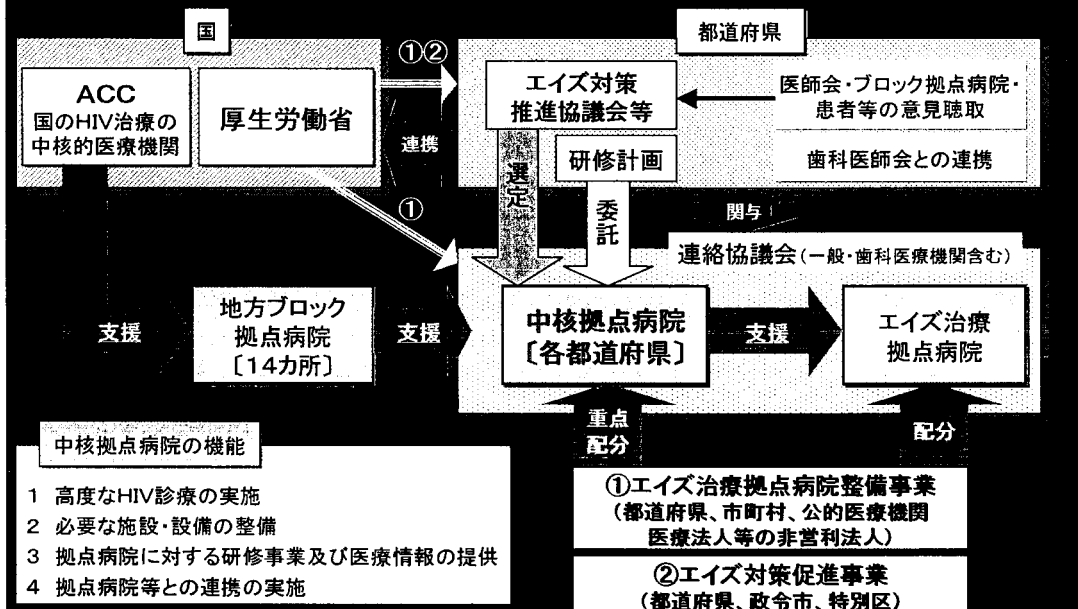 国
都道府県
①②
ACC
国のHIV治療の
中核的医療機関
厚生労働省
連携
エイズ対策
推進協議会等
医師会・ブロック拠点病院・
患者等の意見聴取
研修計画
歯科医師会との連携
選定
委託
①
関与
連絡協議会(一般・歯科医療機関含む)
支援
地方ブロック
拠点病院
〔14カ所〕
支援
中核拠点病院
〔各都道府県〕
支援
エイズ治療
拠点病院
重点
配分
配分
中核拠点病院の機能
1 高度なHIV診療の実施
2 必要な施設・設備の整備
3 拠点病院に対する研修事業及び医療情報の提供
4 拠点病院等との連携の実施
①エイズ治療拠点病院整備事業
(都道府県、市町村、公的医療機関
医療法人等の非営利法人)
②エイズ対策促進事業
(都道府県、政令市、特別区)